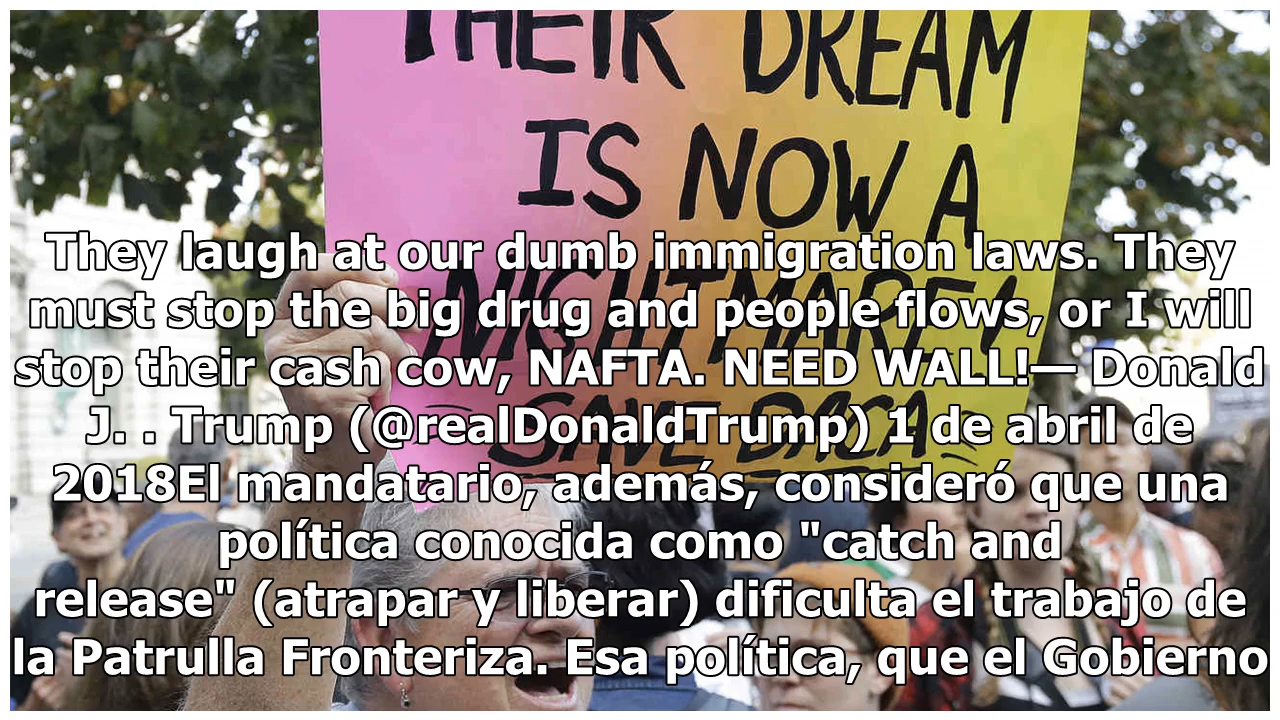 THEIR DREAM
IS NOW A
NIGHTMARE!
SAVE DACA
They laugh at our dumb immigration laws. They
must stop the big drug and people flows, or I will
stop their cash cow, NAFTA. NEED WALL!— Donald
J. . Trump (@realDonaldTrump) 1 de abril de
2018El mandatario, además, consideró que una
política conocida como "catch and
release" (atrapar y liberar) dificulta el trabajo de
la Patrulla Fronteriza. Esa política, que el Gobierno